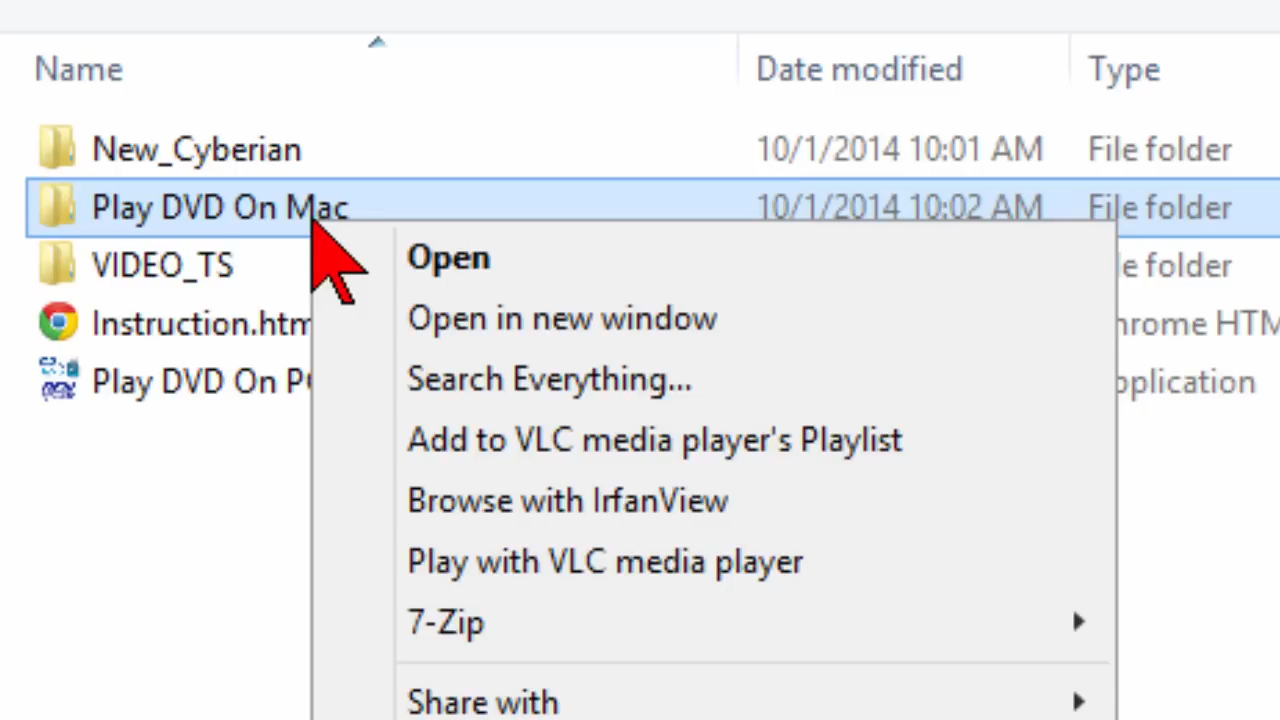 Name Date modified Type
New_Cyberian 10/1/2014 10:01 AM File folder
Play DVD On Mac 10/1/2014 10:02 AM File folder
VIDEO_TS le folder
Instruction.htm hrome HTM
Play DVD On P pplication
Open
Open in new window
Search Everything...
Add to VLC media player's Playlist
Browse with IrfanView
Play with VLC media player
7-Zip
Share with